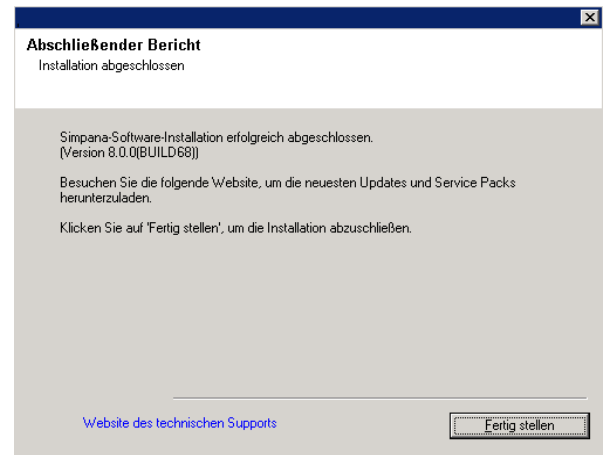 Abschließender Bericht
Installation abgeschlossen
Simpana-Software-Installation erfolgreich abgeschlossen.
(Version 8.0.0(BUILD68))
Besuchen Sie die folgende Website, um die neuesten Updates und Service Packs
herunterzuladen.
Klicken Sie auf 'Fertig stellen', um die Installation abzuschließen.
Website des technischen Supports
Fertig stellen